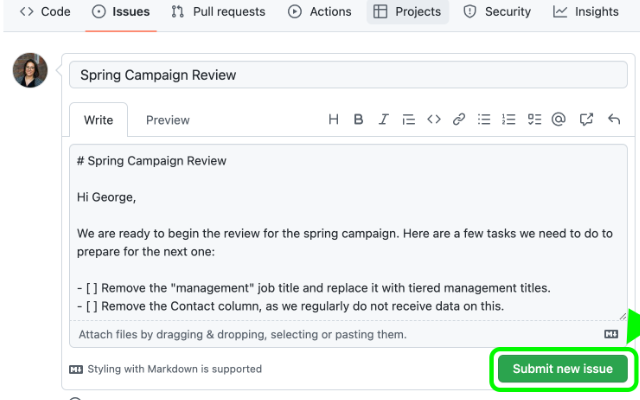 Code Issues Pull requests Actions Projects Security Insights
Spring Campaign Review
Write Preview
# Spring Campaign Review
Hi George,
We are ready to begin the review for the spring campaign. Here are a few tasks we need to do to
prepare for the next one:
- [ ] Remove the "management" job title and replace it with tiered management titles.
- [ ] Remove the Contact column, as we regularly do not receive data on this.
Attach files by dragging & dropping, selecting or pasting them.
Styling with Markdown is supported
Submit new issue